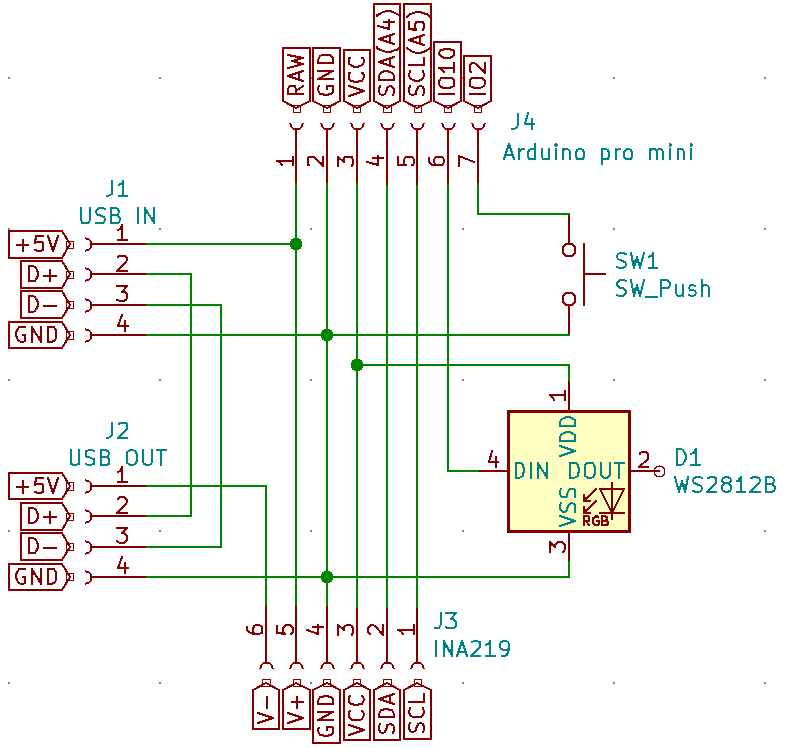 RAW
GND
VCC
SDA(A4)
SCL(A5)
IO10
IO2
J4
Arduino pro mini
1
2
3
4
5
6
7
J1
USB IN
+5V
1
D+
2
D-
3
GND
4
SW1
SW_Push
J2
USB OUT
+5V
1
D+
2
D-
3
GND
4
1
VDD
4
DIN
DOUT
2
VSS
RGB
3
D1
WS2812B
6
5
4
3
2
1
J3
INA219
V-
V+
GND
VCC
SDA
SCL